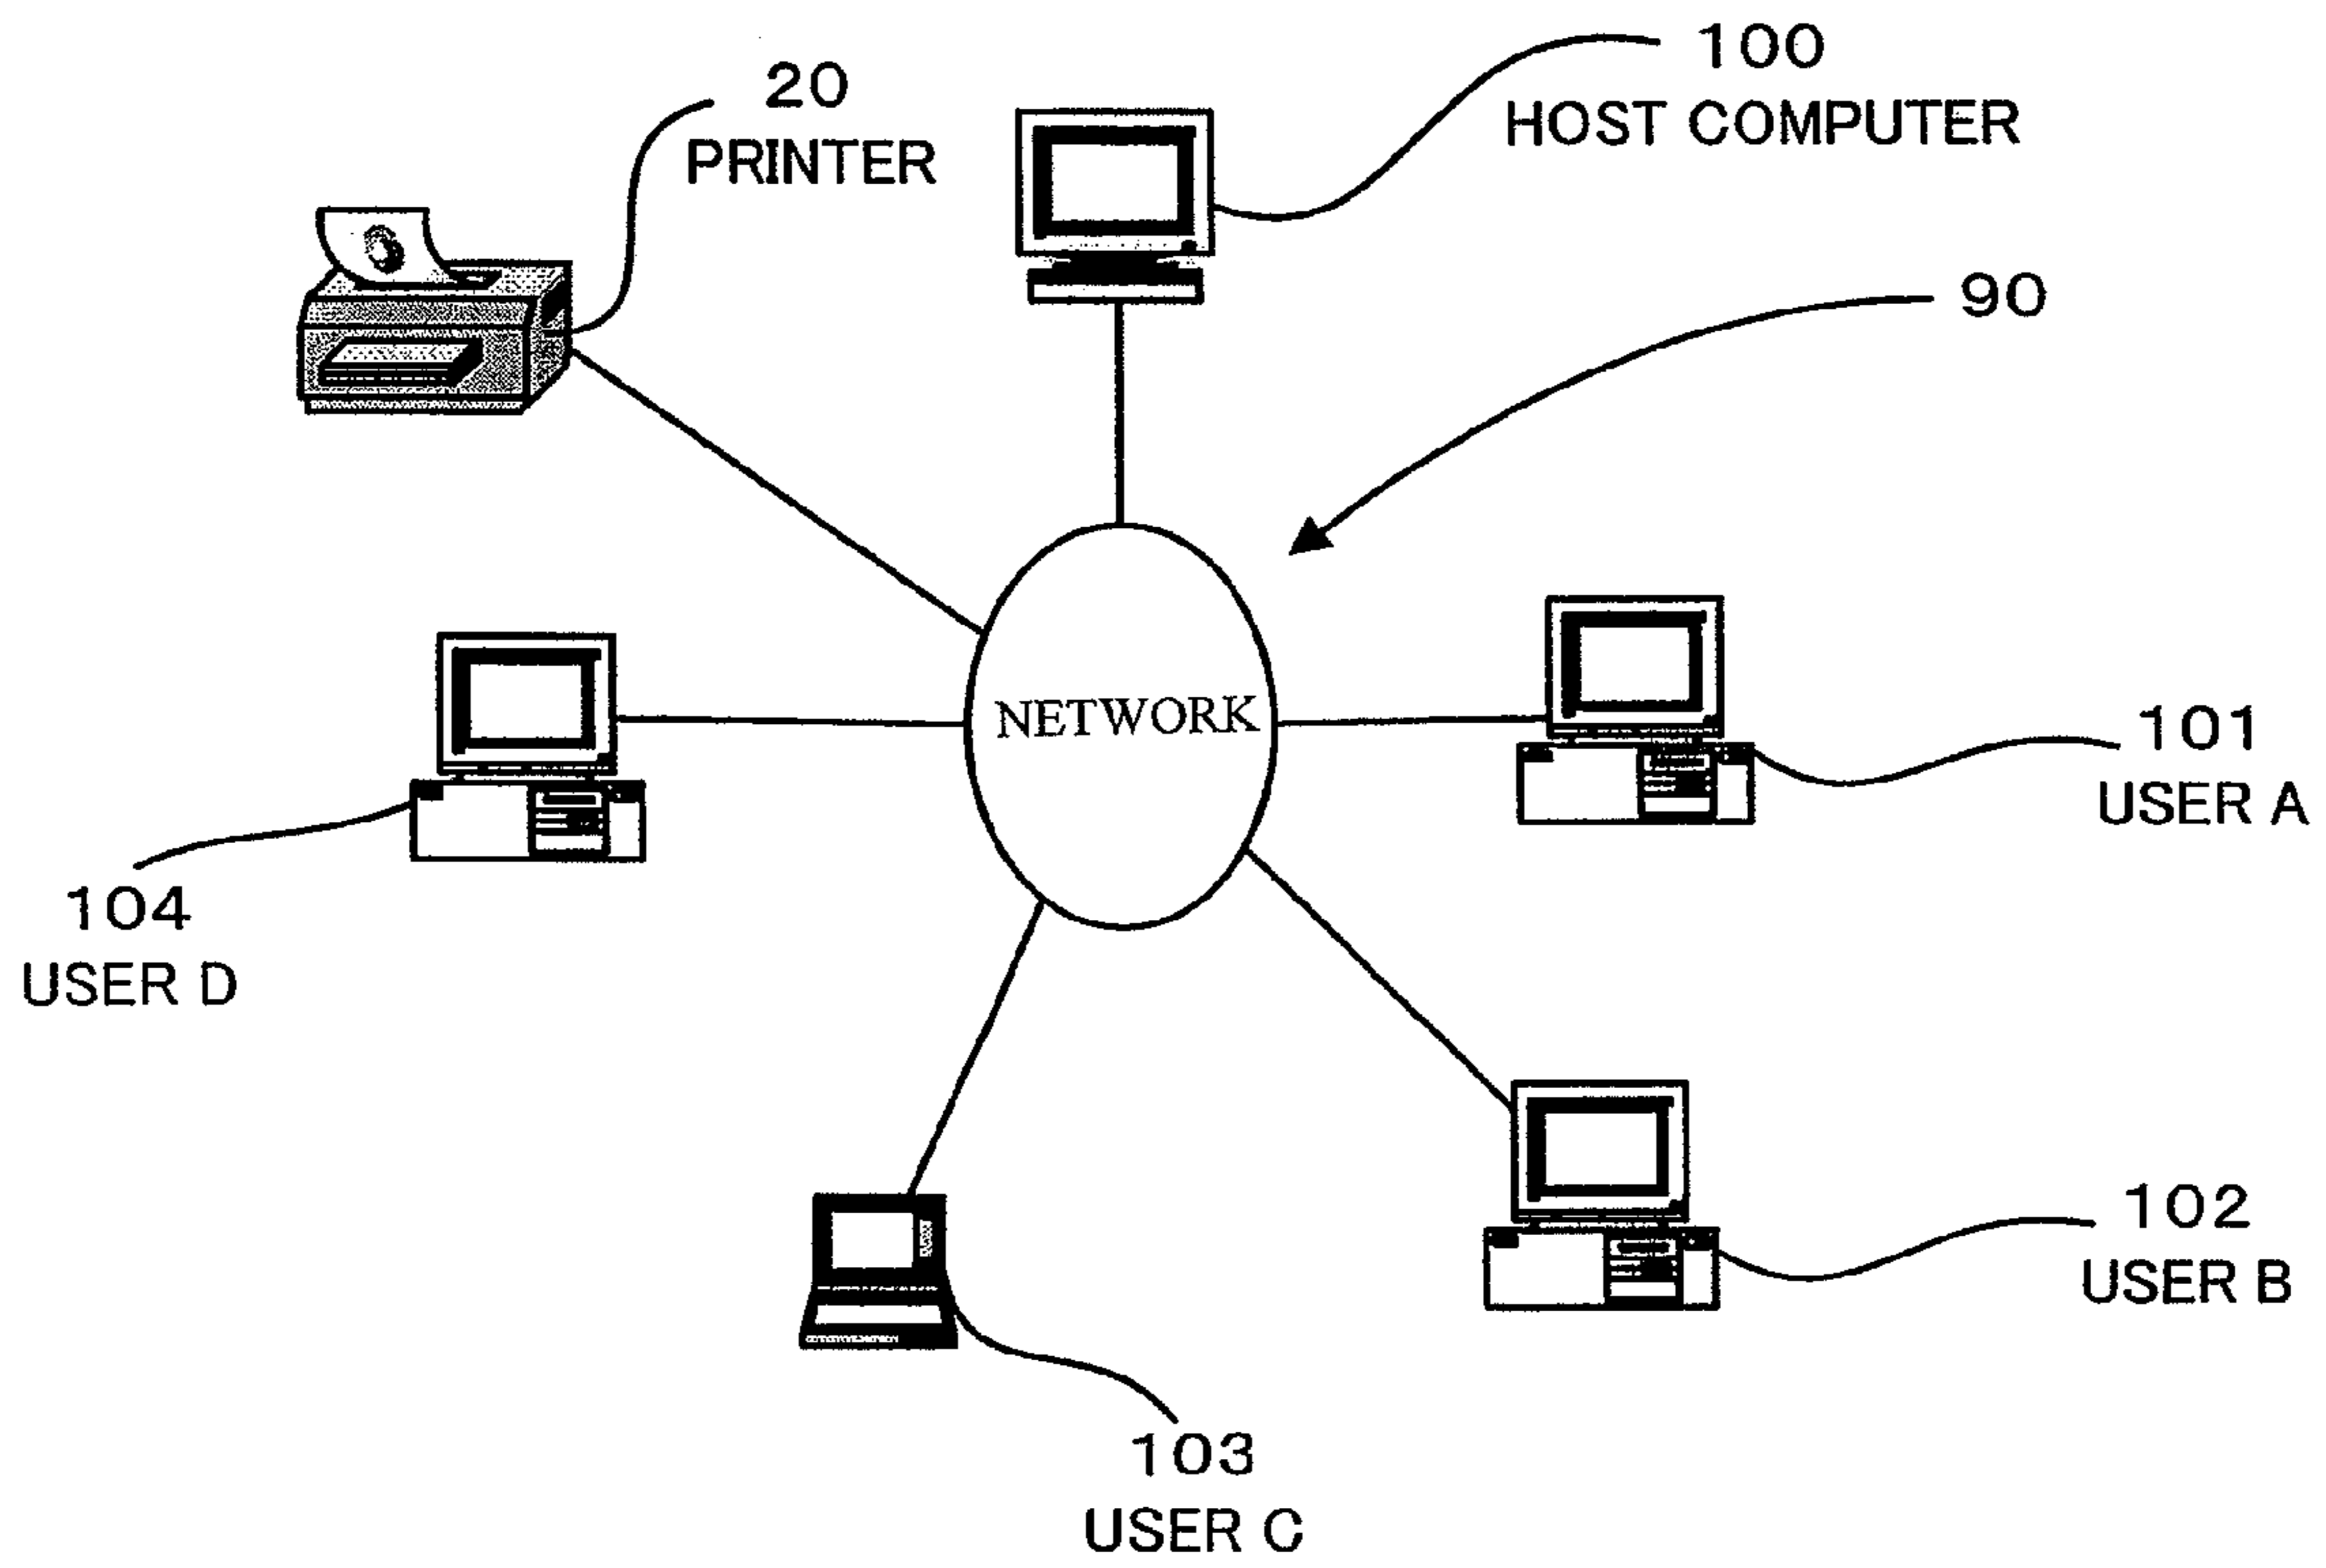 100
HOST COMPUTER
20
PRINTER
90
NETWORK
101
USER A
104
USER D
102
USER B
103
USER C